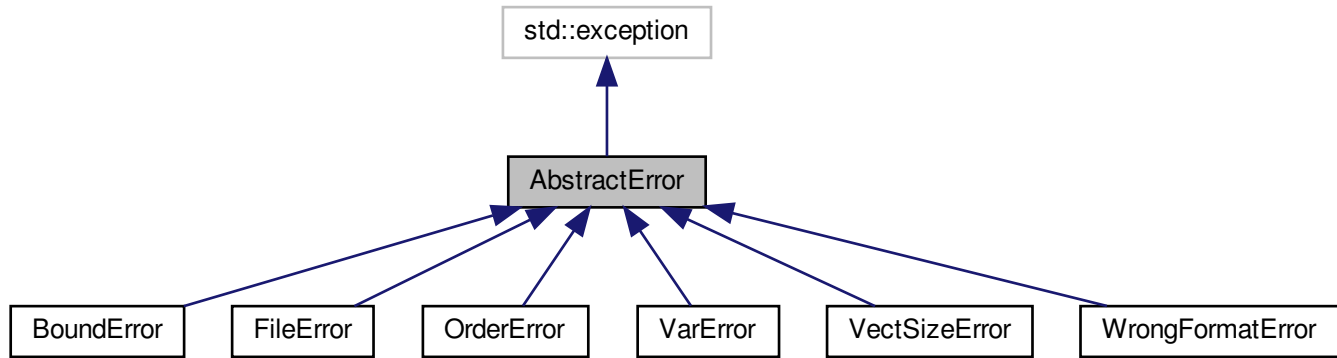 std::exception
AbstractError
BoundError
FileError
OrderError
VarError
VectSizeError
WrongFormatError